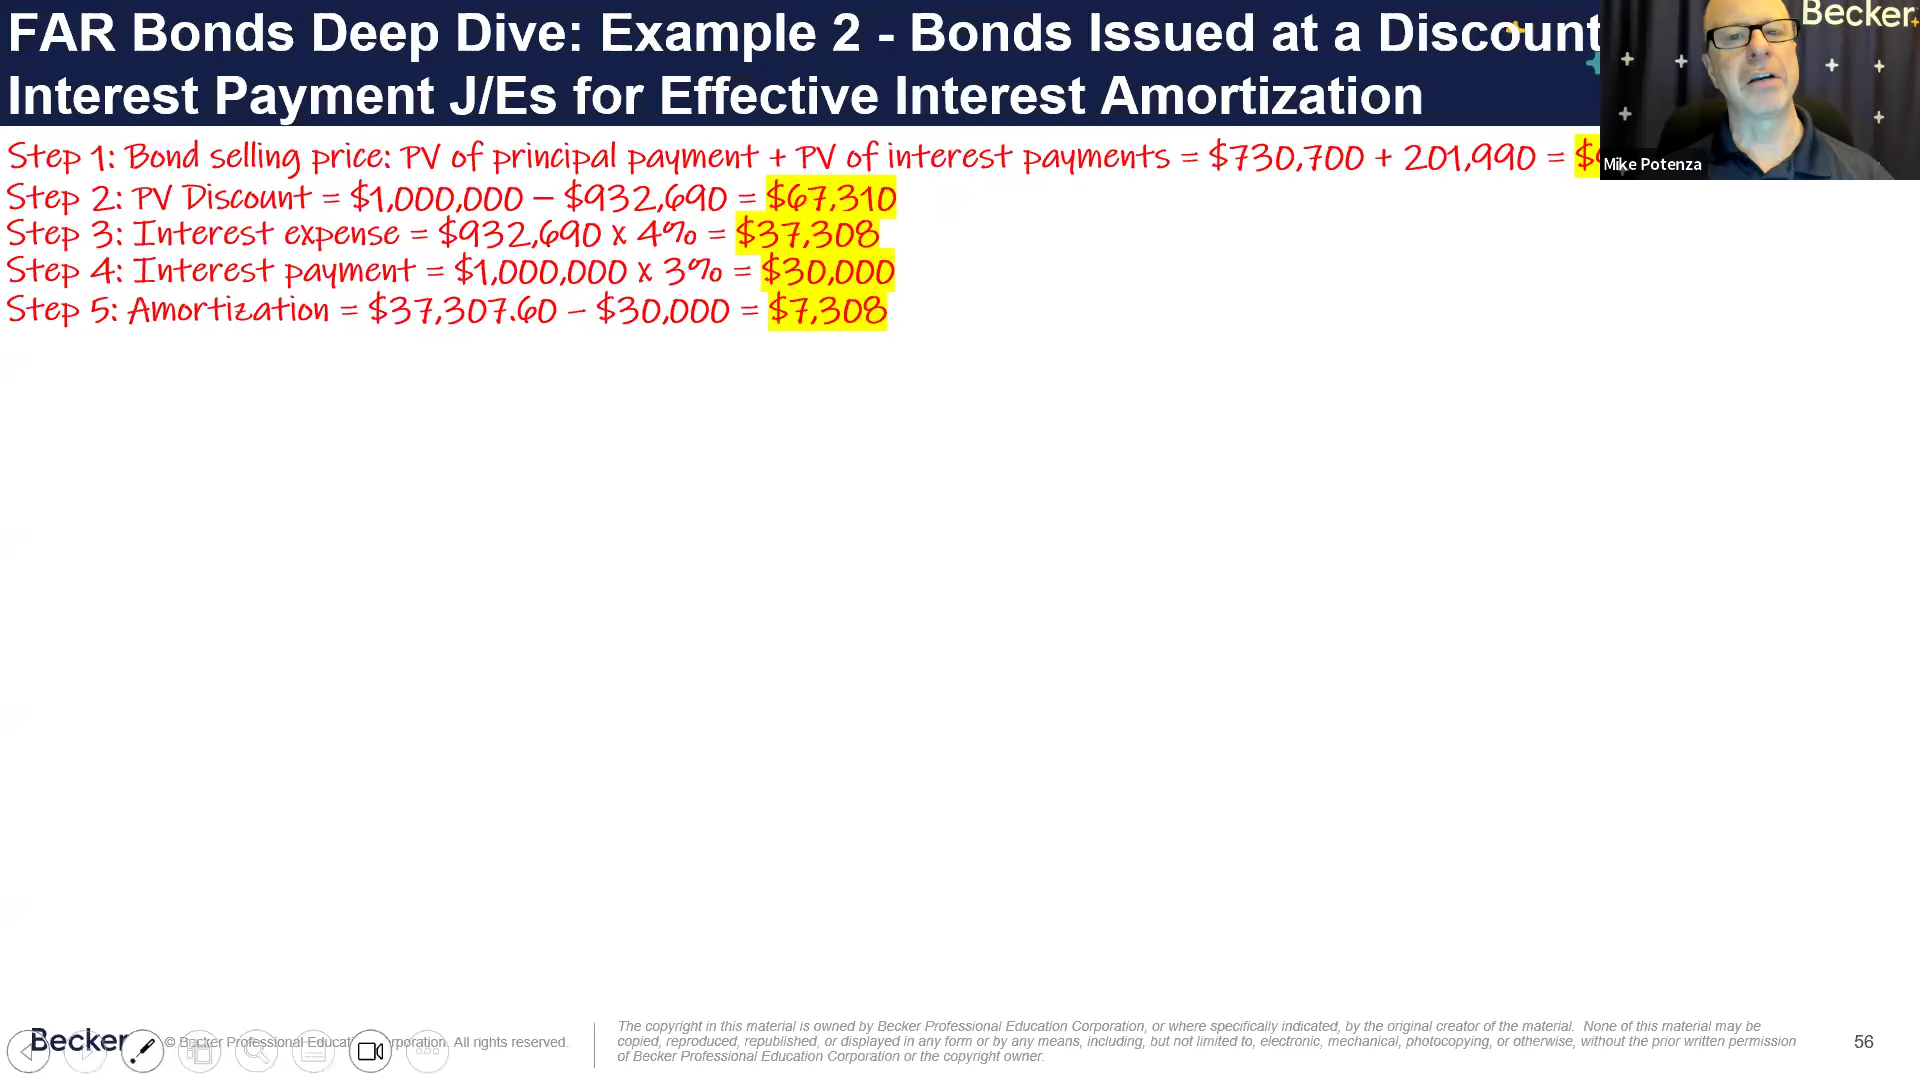 FAR Bonds Deep Dive: Example 2 - Bonds Issued at a Discount
Interest Payment J/Es for Effective Interest Amortization
Becker.
Mike Potenza
Step 1: Bond selling price: PV of principal payment + PV of interest payments = $730,700 + 201,990 = $
Step 2: PV Discount = $1,000,000 – $932,690 = $67,310
Step 3: Interest expense = $932,690 x 4% = $37,308
Step 4: Interest payment = $1,000,000 x 3% = $30,000
Step 5: Amortization = $37,307.60 – $30,000 = $7,308
Becker
© Becker Professional Educat rporation. All rights reserved.
The copyright in this material is owned by Becker Professional Education Corporation, or where specifically indicated, by the original creator of the material. None of this material may be
copied, reproduced, republished, or displayed in any form or by any means, including, but not limited to, electronic, mechanical, photocopying, or otherwise, without the prior written permission
of Becker Professional Education Corporation or the copyright owner.
56